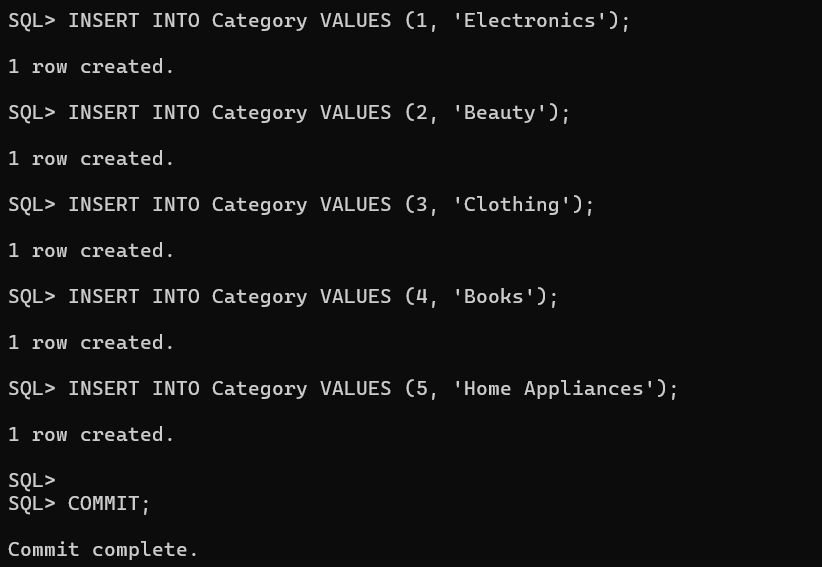 SQL> INSERT INTO Category VALUES (1, 'Electronics');
1 row created.
SQL> INSERT INTO Category VALUES (2, 'Beauty');
1 row created.
SQL> INSERT INTO Category VALUES (3, 'Clothing');
1 row created.
SQL> INSERT INTO Category VALUES (4, 'Books');
1 row created.
SQL> INSERT INTO Category VALUES (5, 'Home Appliances');
1 row created.
SQL>
SQL> COMMIT;
Commit complete.